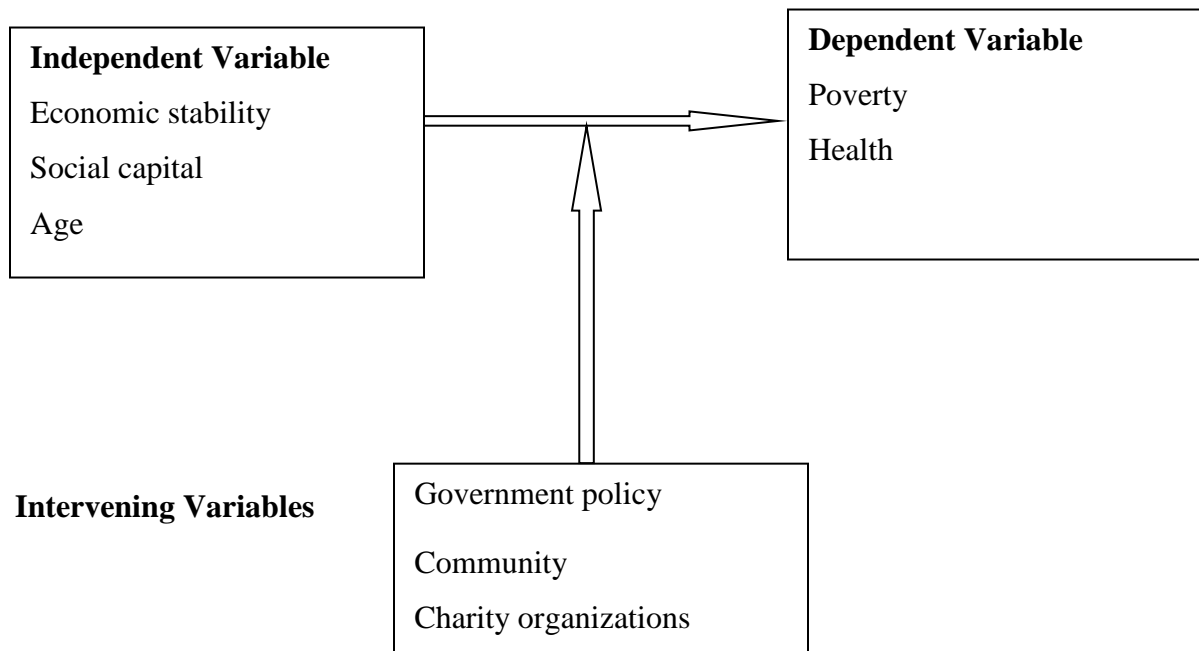 Independent Variable
Economic stability
Social capital
Age
Dependent Variable
Poverty
Health
Intervening Variables
Government policy
Community
Charity organizations